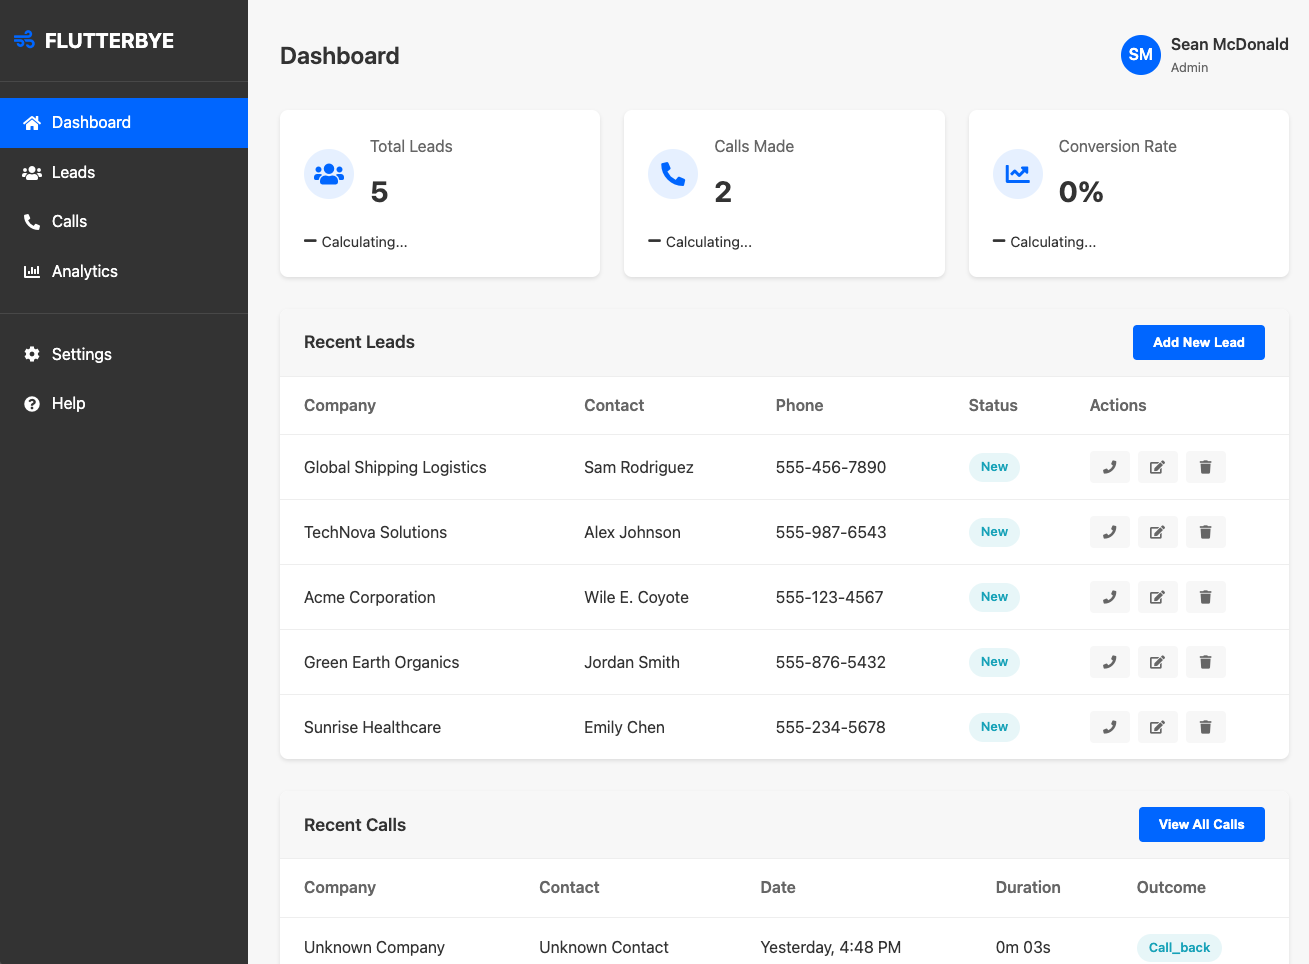 FLUTTERBYE
Dashboard
Leads
Calls
Analytics
Settings
Help
Dashboard
SM
Sean McDonald
Admin
Total Leads
5
Calculating...
Calls Made
2
Calculating...
Conversion Rate
0%
Calculating...
Recent Leads
Add New Lead
Company Contact Phone Status Actions
Global Shipping Logistics Sam Rodriguez 555-456-7890 New
TechNova Solutions Alex Johnson 555-987-6543 New
Acme Corporation Wile E. Coyote 555-123-4567 New
Green Earth Organics Jordan Smith 555-876-5432 New
Sunrise Healthcare Emily Chen 555-234-5678 New
Recent Calls
View All Calls
Company Contact Date Duration Outcome
Unknown Company Unknown Contact Yesterday, 4:48 PM 0m 03s Call_back